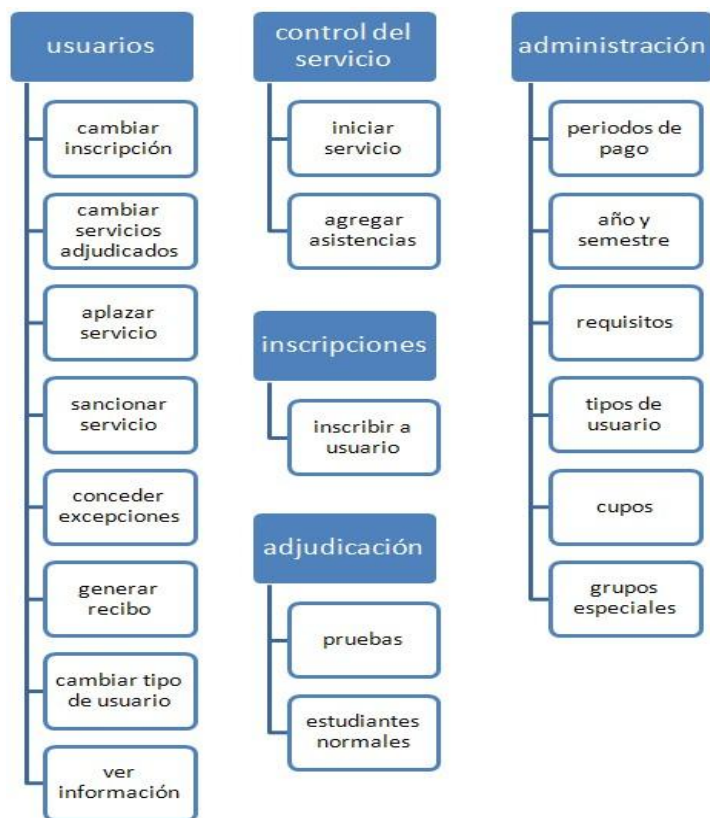 usuarios
cambiar
inscripción
cambiar
servicios
adjudicados
aplazar
servicio
sancionar
servicio
conceder
excepciones
generar
recibo
cambiar tipo
de usuario
ver
información
control del
servicio
iniciar
servicio
agregar
asistencias
inscripciones
inscribir a
usuario
adjudicación
pruebas
estudiantes
normales
administración
periodos de
pago
año y
semestre
requisitos
tipos de
usuario
cupos
grupos
especiales